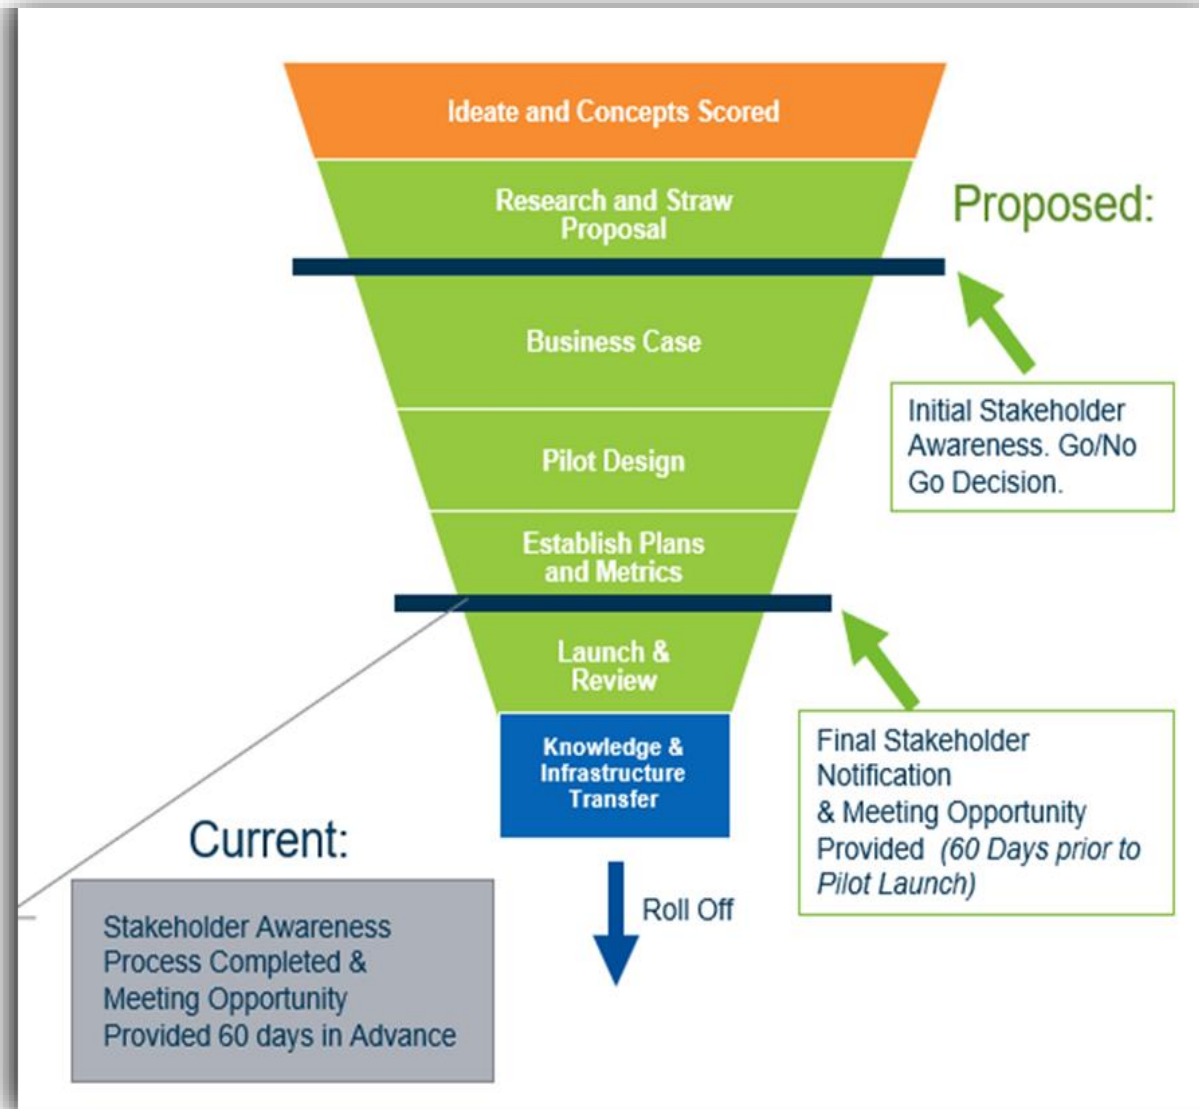 Ideate and Concepts Scored
Research and Straw
Proposal
Proposed:
Business Case
Initial Stakeholder
Awareness. Go/No
Go Decision.
Pilot Design
Establish Plans
and Metrics
Launch &
Review
Final Stakeholder
Notification
& Meeting Opportunity
Provided (60 Days prior to
Pilot Launch)
Knowledge &
Infrastructure
Transfer
Current:
Roll Off
Stakeholder Awareness
Process Completed &
Meeting Opportunity
Provided 60 days in Advance